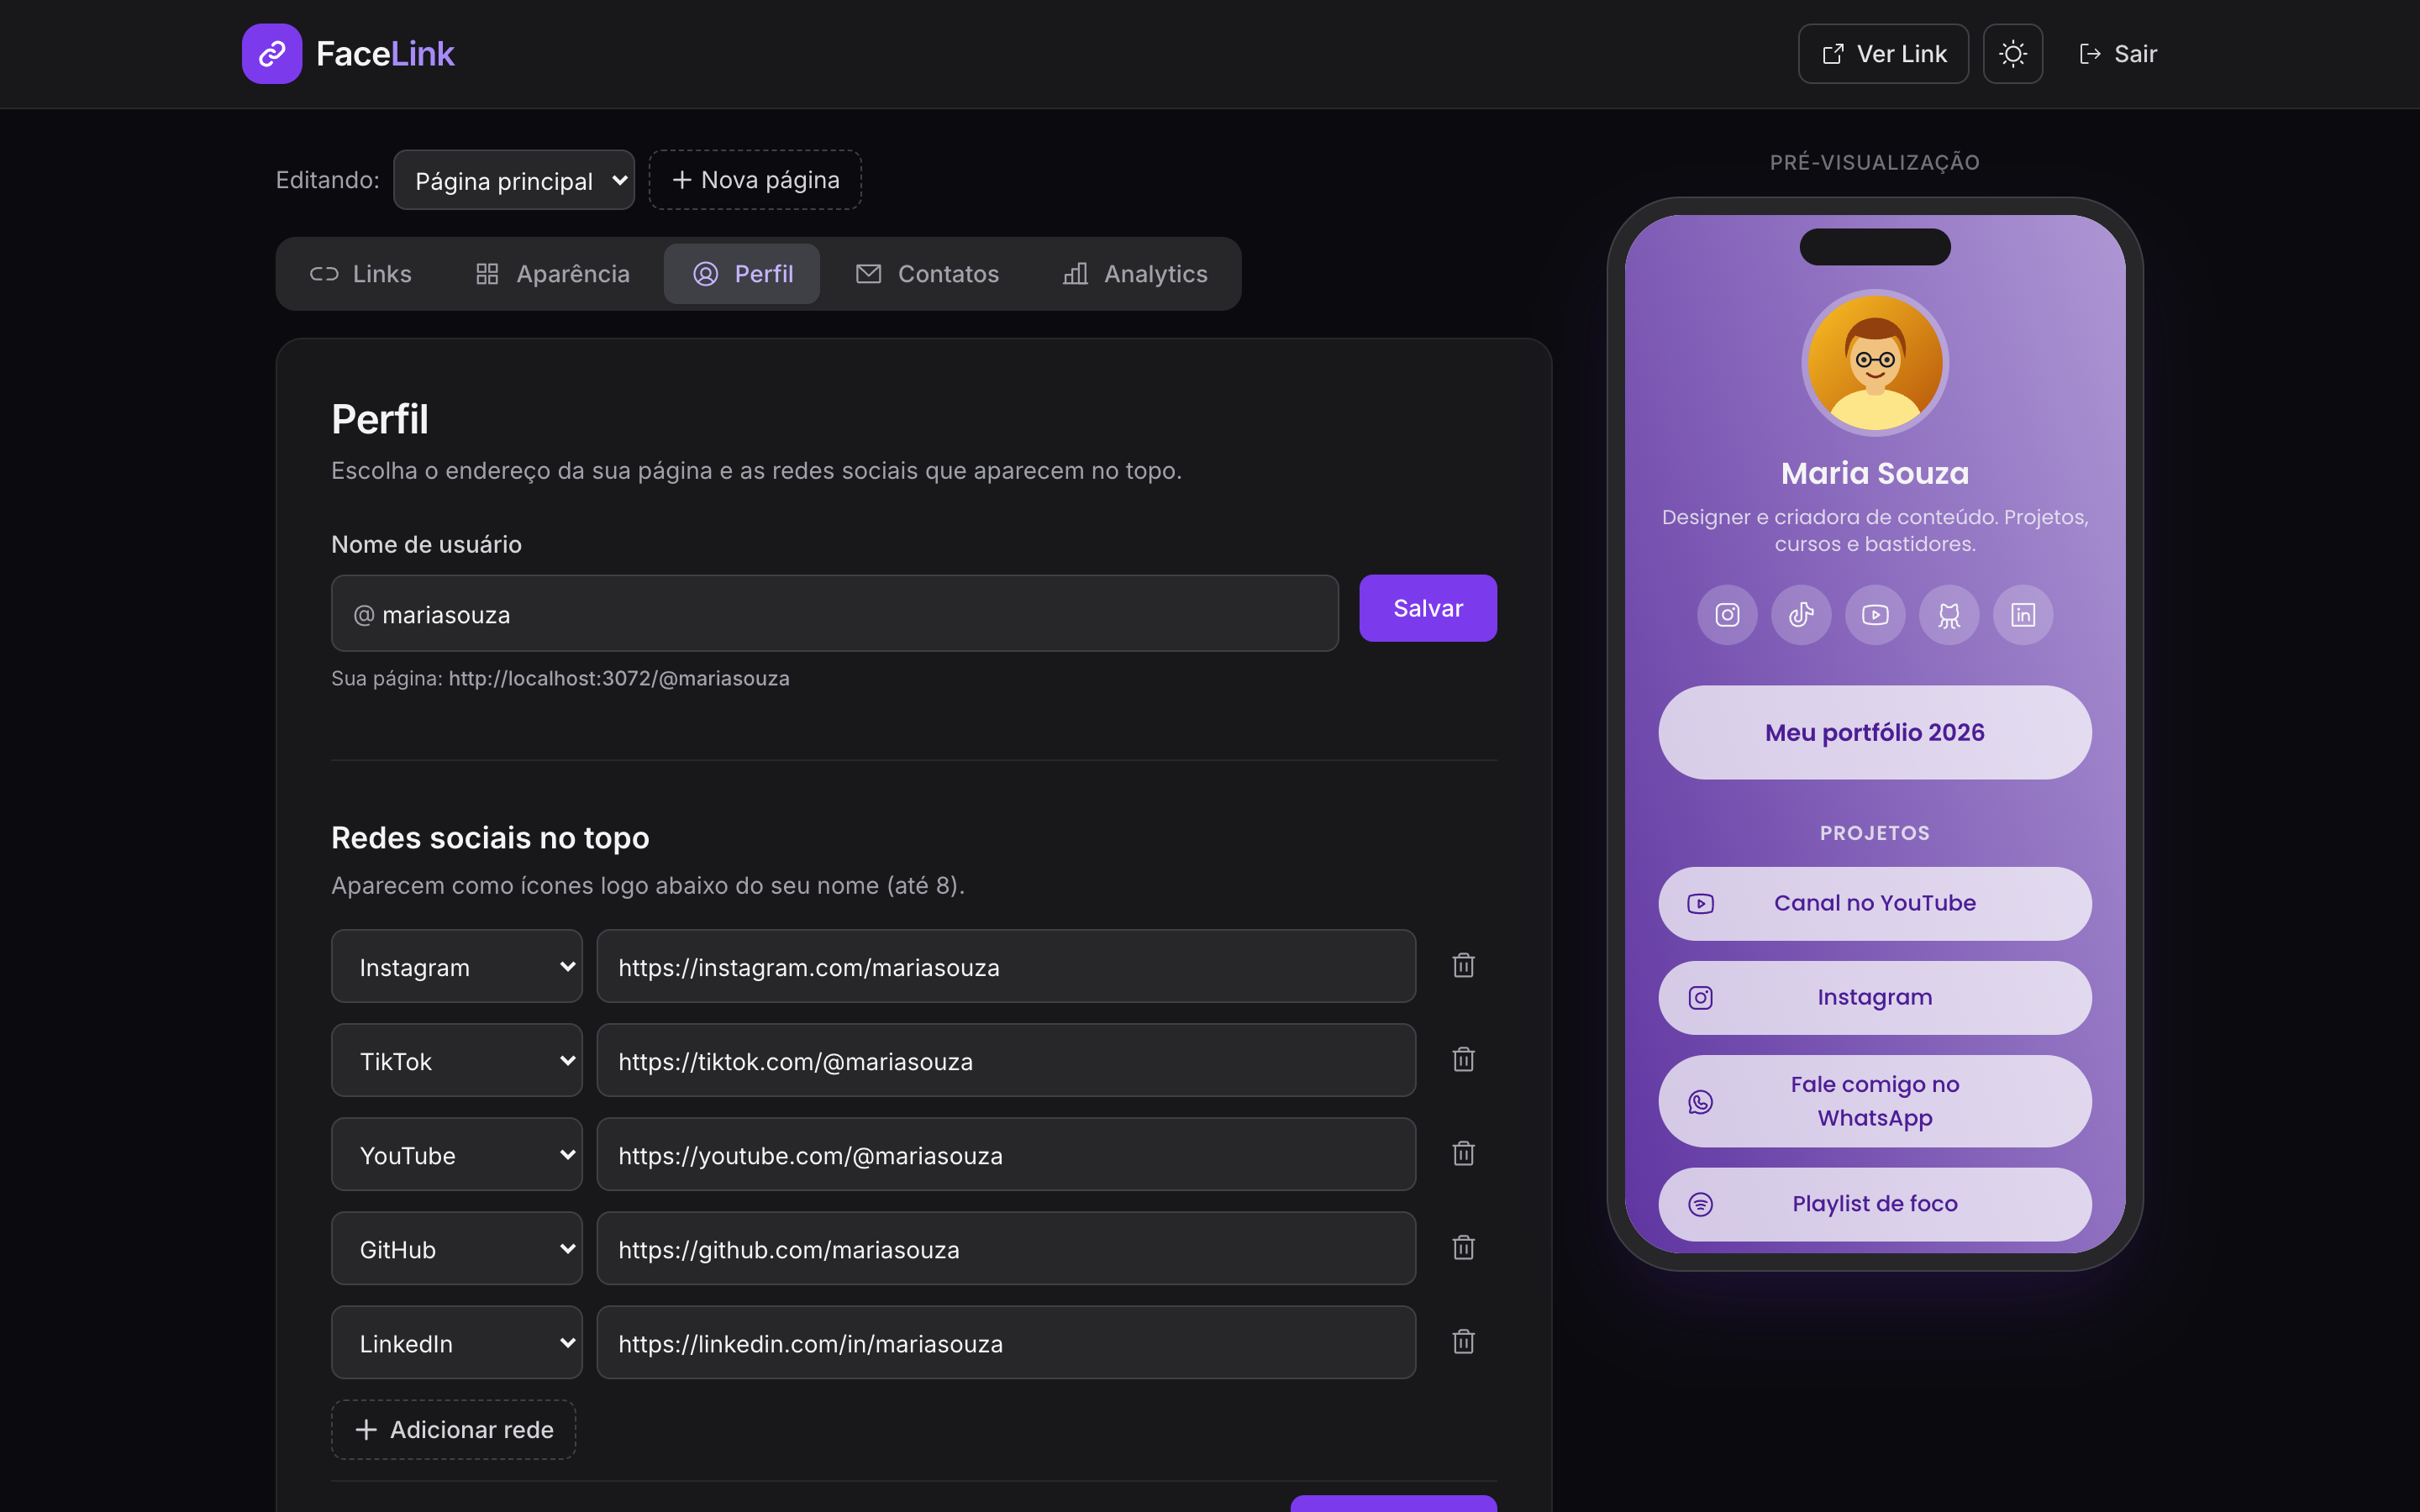 FaceLink
Ver Link
Sair
Editando:
Página principal
+ Nova página
Links
Aparência
Perfil
Contatos
Analytics
Perfil
Escolha o endereço da sua página e as redes sociais que aparecem no topo.
Nome de usuário
@ mariasouza
Salvar
Sua página: http://localhost:3072/@mariasouza
Redes sociais no topo
Aparecem como ícones logo abaixo do seu nome (até 8).
Instagram
https://instagram.com/mariasouza
TikTok
https://tiktok.com/@mariasouza
YouTube
https://youtube.com/@mariasouza
GitHub
https://github.com/mariasouza
LinkedIn
https://linkedin.com/in/mariasouza
+ Adicionar rede
PRÉ-VISUALIZAÇÃO
Maria Souza
Designer e criadora de conteúdo. Projetos,
cursos e bastidores.
Meu portfólio 2026
PROJETOS
Canal no YouTube
Instagram
Fale comigo no
WhatsApp
Playlist de foco